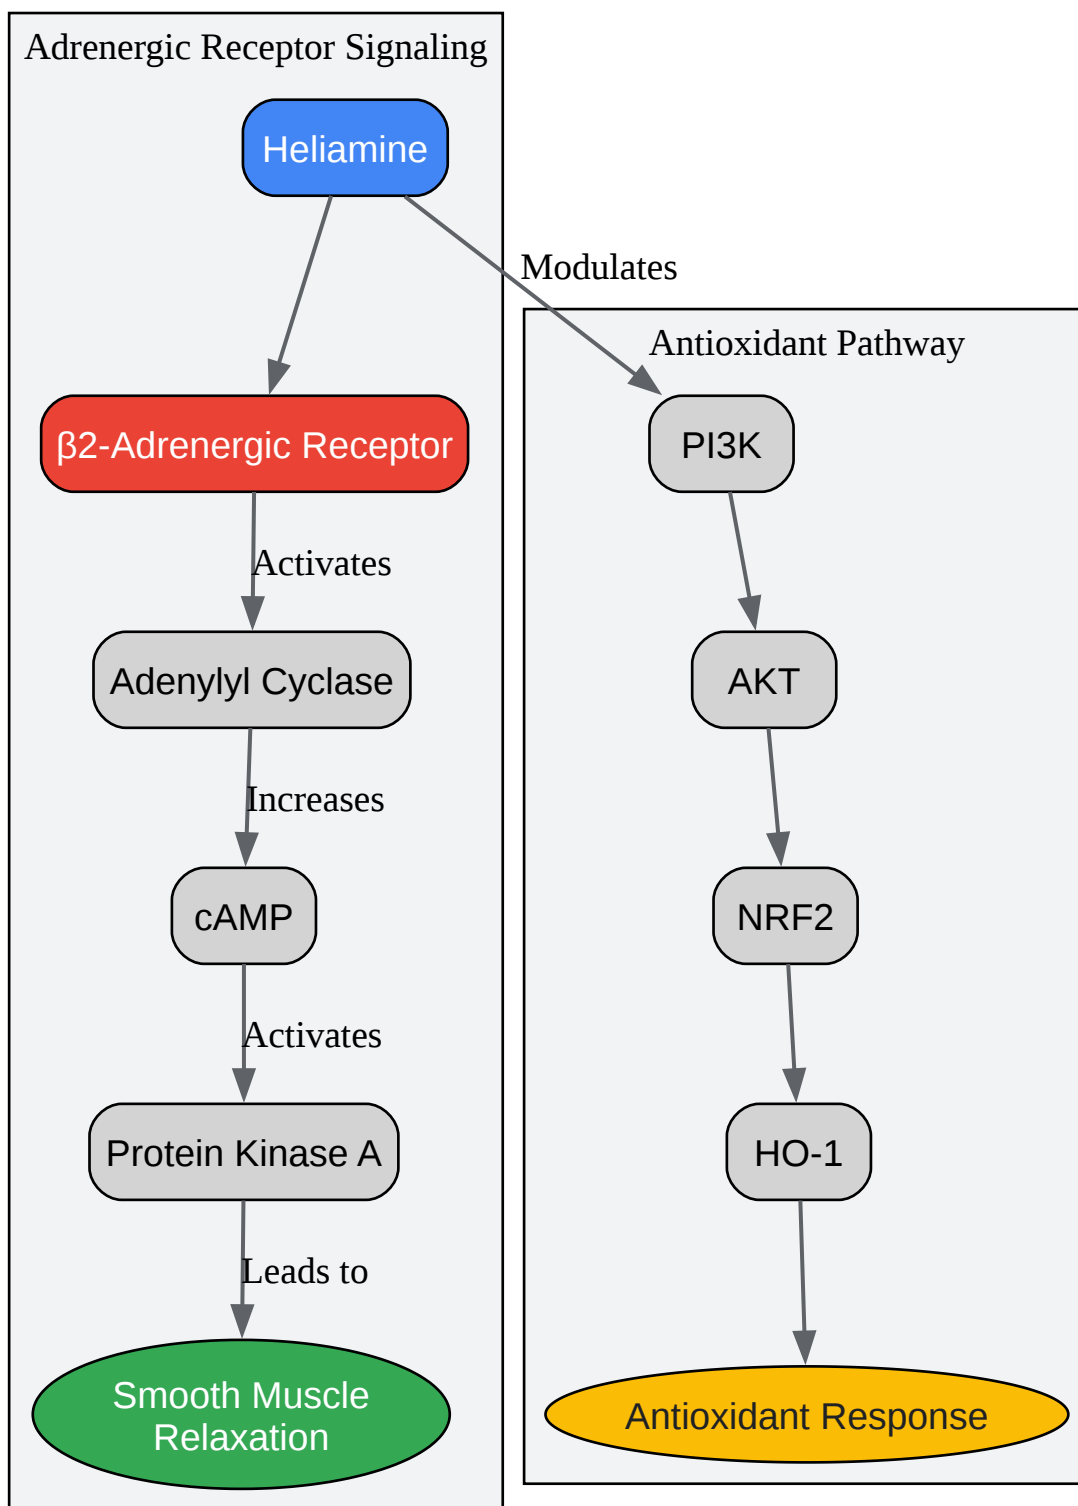 Adrenergic Receptor Signaling
Heliamine
Modulates
β2-Adrenergic Receptor
Activates
Adenylyl Cyclase
Increases
cAMP
Activates
Protein Kinase A
Leads to
Smooth Muscle
Relaxation
Antioxidant Pathway
PI3K
AKT
NRF2
HO-1
Antioxidant Response